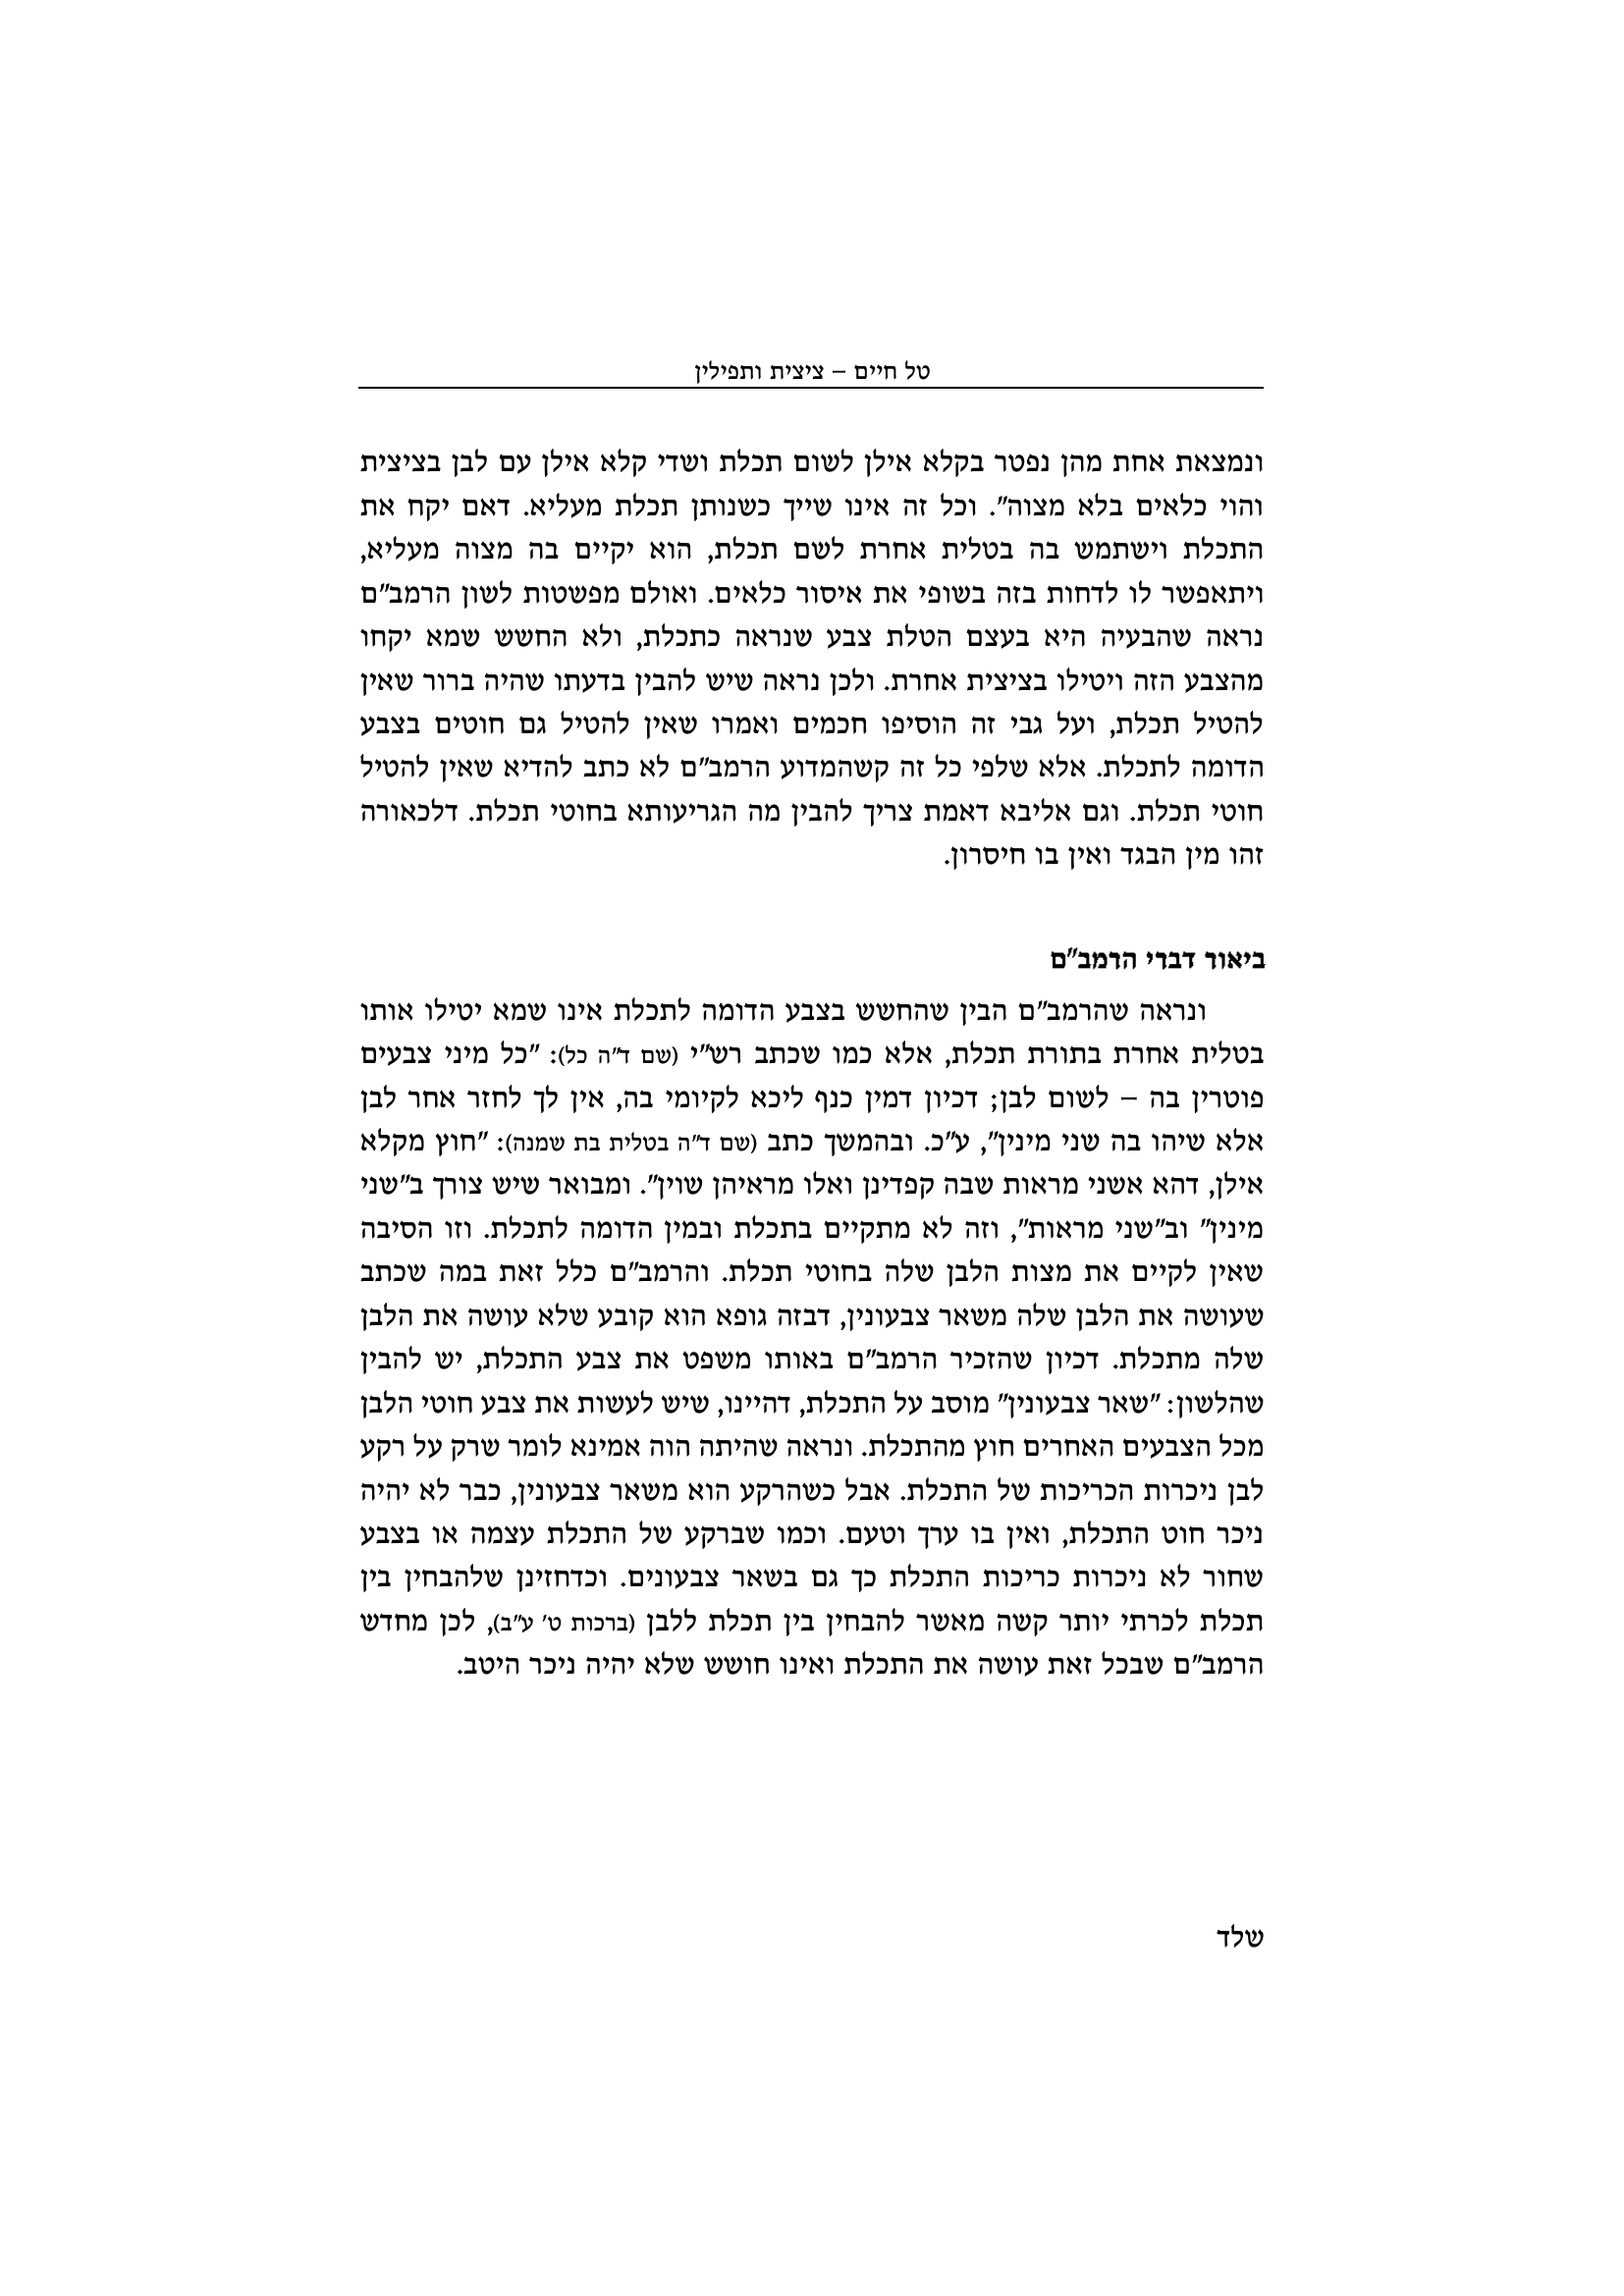 טל חיים – ציצית ותפילין
ונמצאת אחת מהן נפטר בקלא אילן לשום תכלת ושדי קלא אילן עם לבן בציצית
והוי כלאים בלא מצוה". וכל זה אינו שייך כשנותן תכלת מעליא. דאם יקח את
התכלת וישתמש בה בטלית אחרת לשם תכלת, הוא יקיים בה מצוה מעליא,
ויתאפשר לו לדחות בזה בשופי את איסור כלאים. ואולם מפשטות לשון הרמב"ם
נראה שהבעיה היא בעצם הטלת צבע שנראה כתכלת, ולא החשש שמא יקחו
מהצבע הזה ויטילו בציצית אחרת. ולכן נראה שיש להבין בדעתו שהיה ברור שאין
להטיל תכלת, ועל גבי זה הוסיפו חכמים ואמרו שאין להטיל גם חוטים בצבע
הדומה לתכלת. אלא שלפי כל זה קשהמדוע הרמב"ם לא כתב להדיא שאין להטיל
חוטי תכלת. וגם אליבא דאמת צריך להבין מה הגריעותא בחוטי תכלת. דלכאורה
זהו מין הבגד ואין בו חיסרון.
ביאור דברי הרמב"ם
ונראה שהרמב"ם הבין שהחשש בצבע הדומה לתכלת אינו שמא יטילו אותו
בטלית אחרת בתורת תכלת, אלא כמו שכתב רש"י (שם ד"ה כל): "כל מיני צבעים
פוטרין בה – לשום לבן; דכיון דמין כנף ליכא לקיומי בה, אין לך לחזר אחר לבן
אלא שיהו בה שני מינין", ע"כ. ובהמשך כתב (שם ד"ה בטלית בת שמנה): "חוץ מקלא
אילן, דהא אשני מראות שבה קפדינן ואלו מראיהן שוין". ומבואר שיש צורך ב"שני
מינין" וב"שני מראות", וזה לא מתקיים בתכלת ובמין הדומה לתכלת. וזו הסיבה
שאין לקיים את מצות הלבן שלה בחוטי תכלת. והרמב"ם כלל זאת במה שכתב
שעושה את הלבן שלה משאר צבעונין, דבזה גופא הוא קובע שלא עושה את הלבן
שלה מתכלת. דכיון שהזכיר הרמב"ם באותו משפט את צבע התכלת, יש להבין
שהלשון: "שאר צבעונין" מוסב על התכלת, דהיינו, שיש לעשות את צבע חוטי הלבן
מכל הצבעים האחרים חוץ מהתכלת. ונראה שהיתה הוה אמינא לומר שרק על רקע
לבן ניכרות הכריכות של התכלת. אבל כשהרקע הוא משאר צבעונין, כבר לא יהיה
ניכר חוט התכלת, ואין בו ערך וטעם. וכמו שברקע של התכלת עצמה או בצבע
שחור לא ניכרות כריכות התכלת כך גם בשאר צבעונים. וכדחזינן שלהבחין בין
תכלת לכרתי יותר קשה מאשר להבחין בין תכלת ללבן (ברכות ט' ע"ב), לכן מחדש
הרמב"ם שבכל זאת עושה את התכלת ואינו חושש שלא יהיה ניכר היטב.
שלד